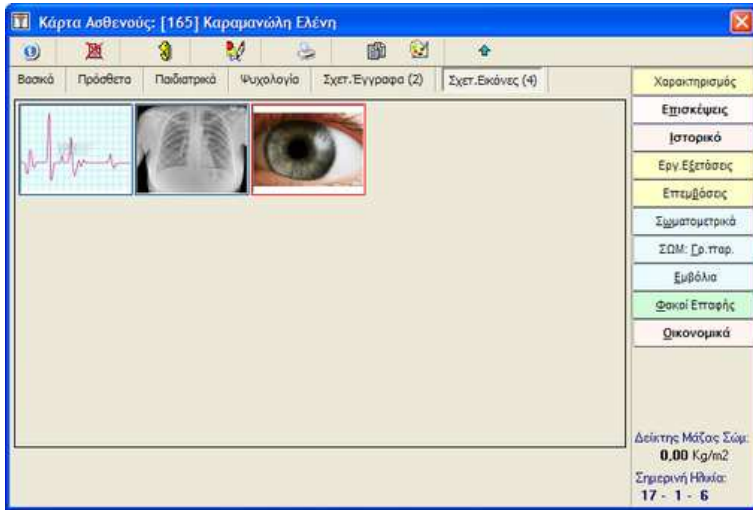 Κάρτα Ασθενούς: [165] Καραμανώλη Ελένη
Βασικά Πρόσθετα Παιδιατρικά Ψυχολογία Σχετ.Έγγραφα (2) Σχετ.Εικόνες (4)
Χαρακτηρισμός
Επισκέψεις
Ιστορικό
Εργ.Εξετάσεις
Επεμβάσεις
Σωματομετρικά
ΣΩΜ: Γρ.παρ.
Εμβόλια
Φακοί Επαφής
Οικονομικά
Δείκτης Μάζας Σώμ:
0,00 Kg/m2
Σημερινή Ηλικία:
17 - 1 - 6